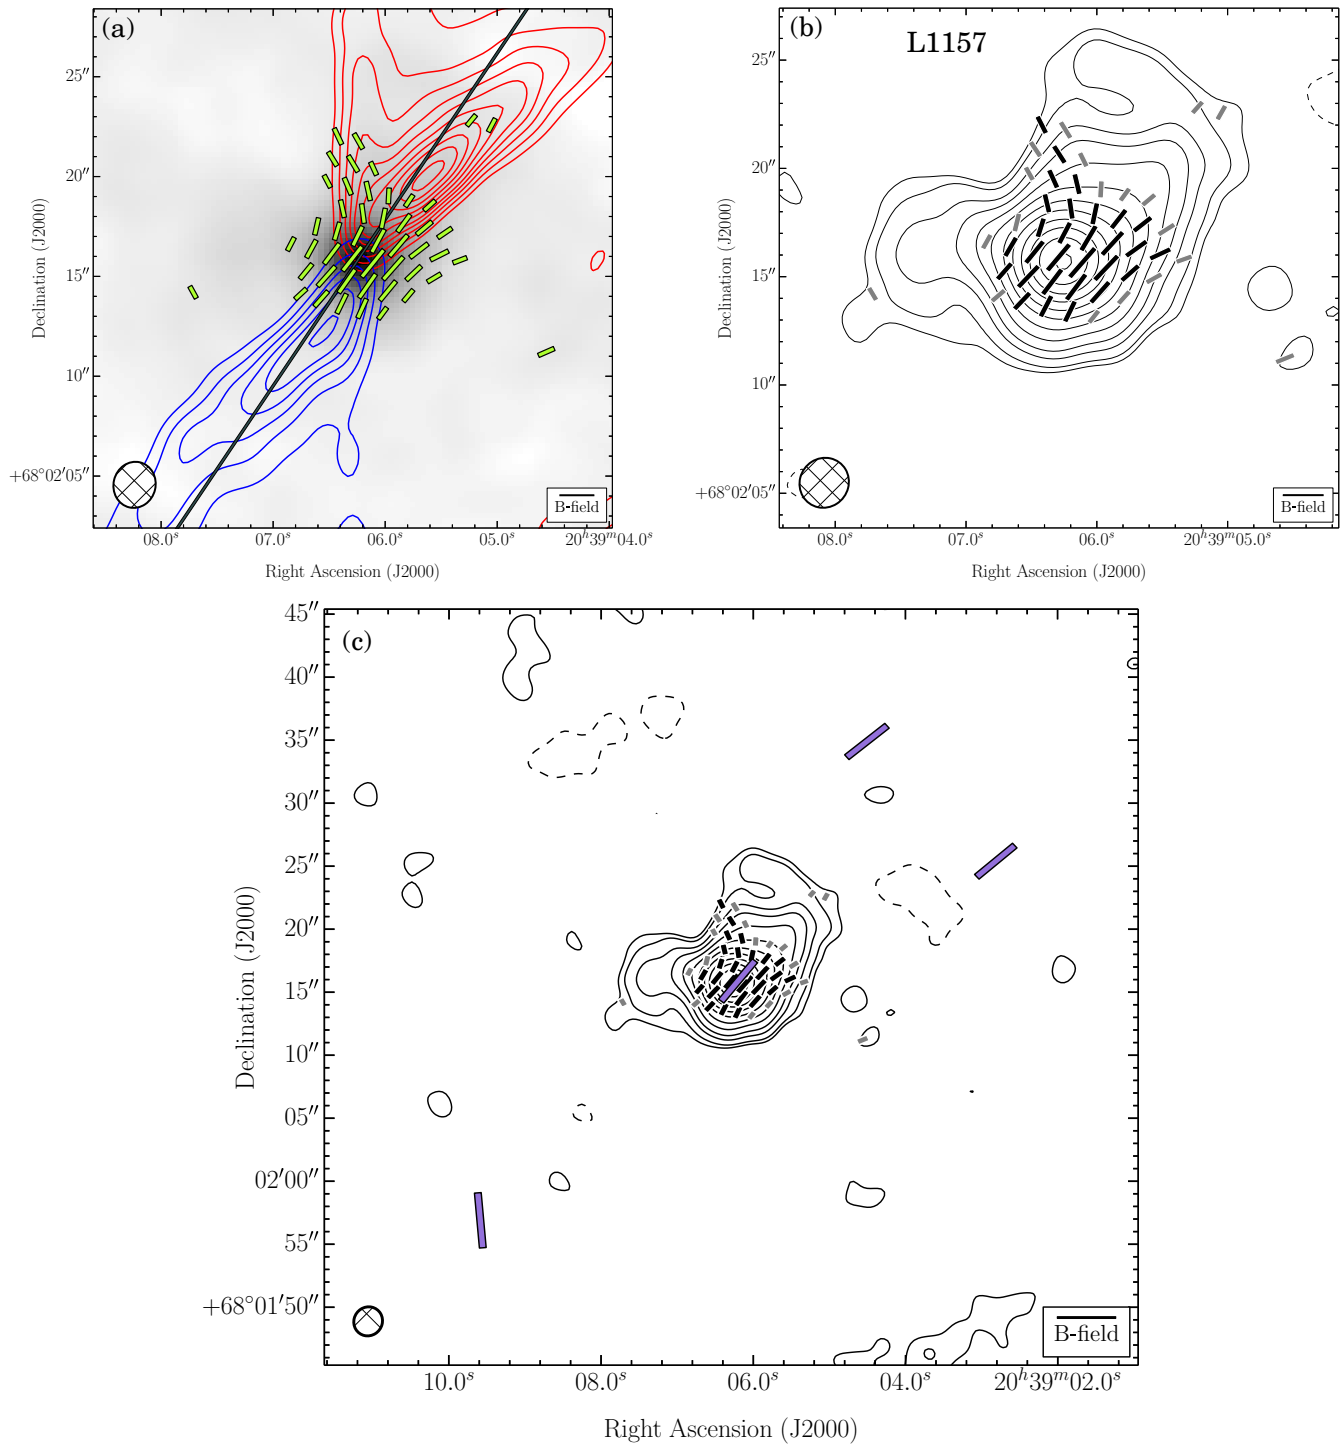 (a)
25″
20″
15″
10″
+68°02′05″
Declination (J2000)
08.0ˢ 07.0ˢ 06.0ˢ 05.0ˢ 20ʰ39ᵐ04.0ˢ
Right Ascension (J2000)
B-field
(b)
L1157
25″
20″
15″
10″
+68°02′05″
Declination (J2000)
08.0ˢ 07.0ˢ 06.0ˢ 20ʰ39ᵐ05.0ˢ
Right Ascension (J2000)
B-field
(c)
45″
40″
35″
30″
25″
20″
15″
10″
05″
02′00″
55″
+68°01′50″
Declination (J2000)
10.0ˢ 08.0ˢ 06.0ˢ 04.0ˢ 20ʰ39ᵐ02.0ˢ
Right Ascension (J2000)
B-field